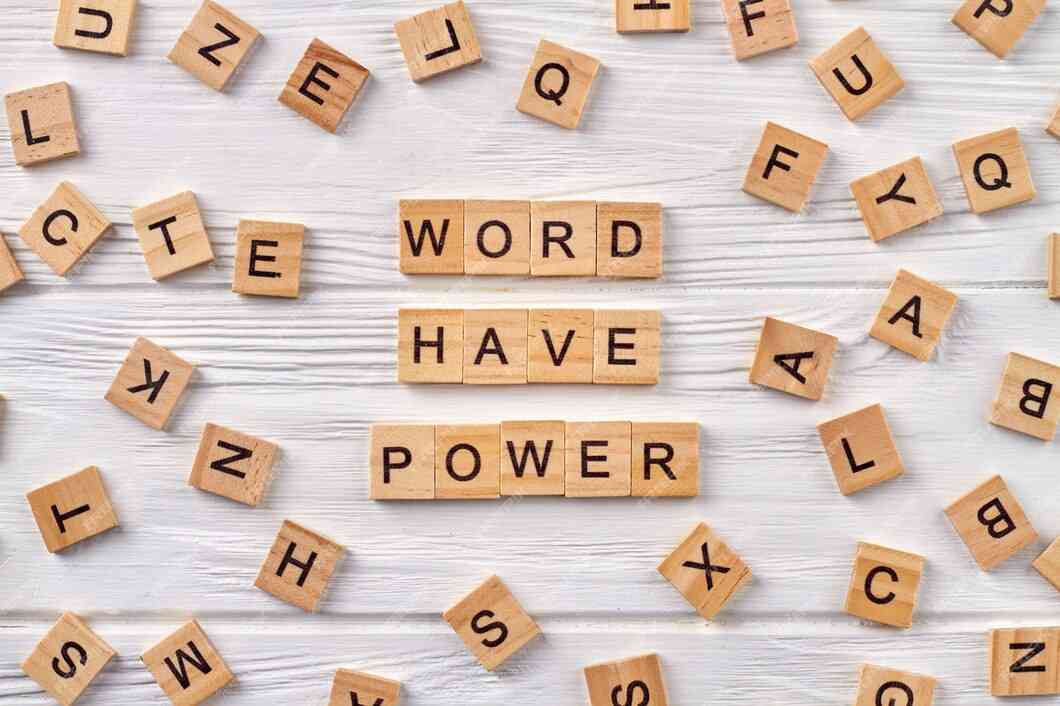 U Z E L Q H F U P
L
C T E
F Y Q
WORD
HAVE
POWER
A A B
K N
T H
L B
X C
S M S
S G N